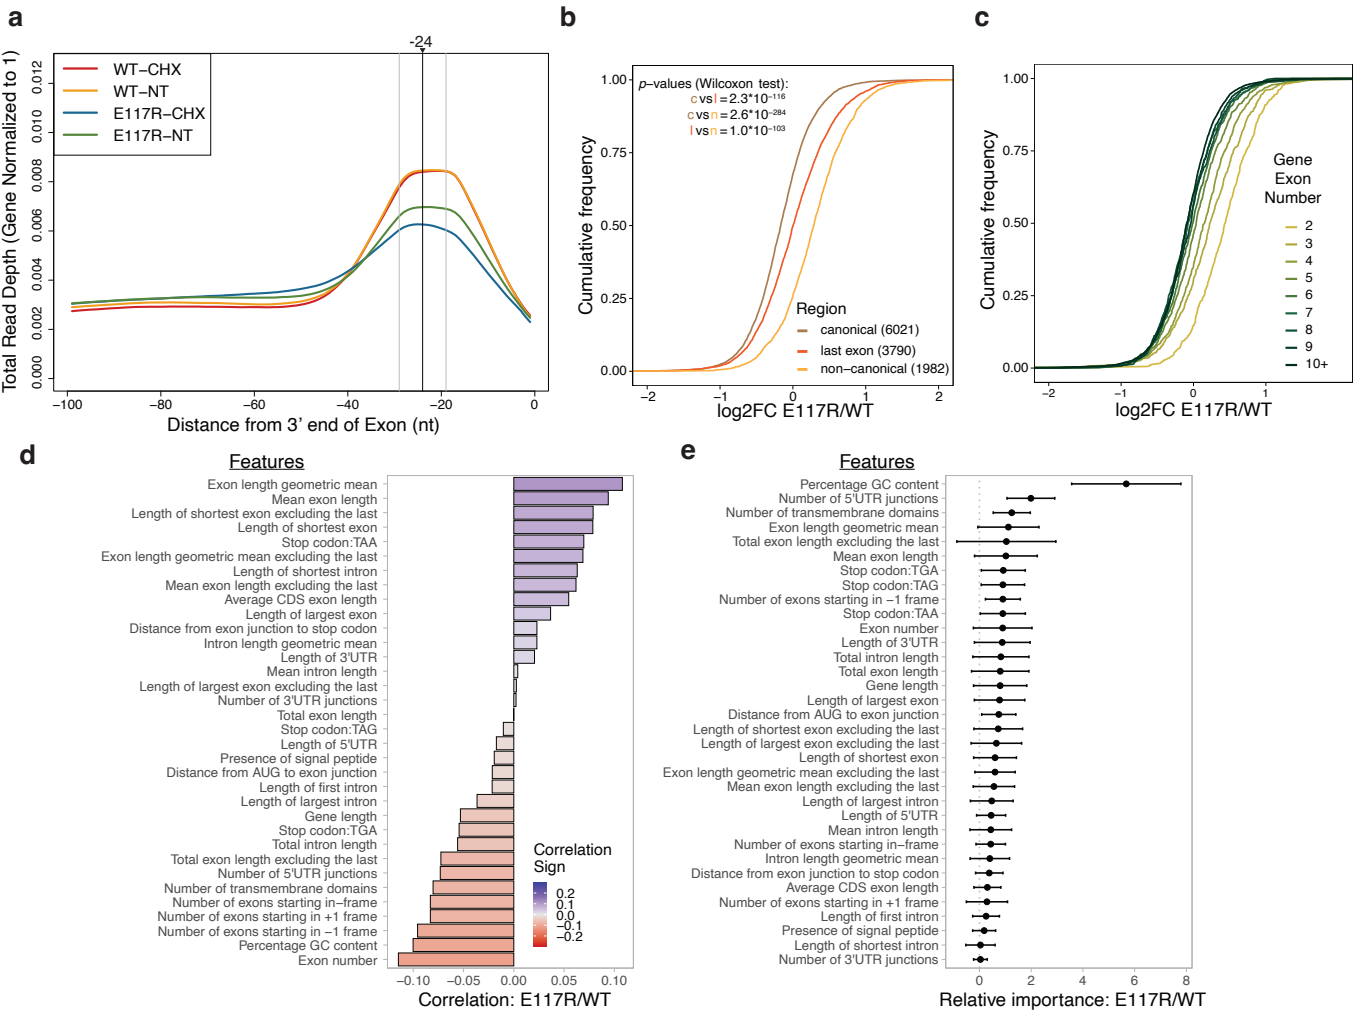 a
-24
WT−CHX
WT−NT
E117R−CHX
E117R−NT
Total Read Depth (Gene Normalized to 1)
0.012
0.010
0.008
0.006
0.004
0.002
0.000
−100
−80
−60
−40
−20
0
Distance from 3' end of Exon (nt)
b
p−values (Wilcoxon test):
c vs l = 2.3*10−116
c vs n = 2.6*10−284
l vs n = 1.0*10−103
Cumulative frequency
1.00
0.75
0.50
0.25
0.00
Region
canonical (6021)
last exon (3790)
non−canonical (1982)
−2
−1
0
1
2
log2FC E117R/WT
c
Cumulative frequency
1.00
0.75
0.50
0.25
0.00
Gene
Exon
Number
2
3
4
5
6
7
8
9
10+
−2
−1
0
1
log2FC E117R/WT
d
Features
Exon length geometric mean
Mean exon length
Length of shortest exon excluding the last
Length of shortest exon
Stop codon:TAA
Exon length geometric mean excluding the last
Length of shortest intron
Mean exon length excluding the last
Average CDS exon length
Length of largest exon
Distance from exon junction to stop codon
Intron length geometric mean
Length of 3'UTR
Mean intron length
Length of largest exon excluding the last
Number of 3'UTR junctions
Total exon length
Stop codon:TAG
Length of 5'UTR
Presence of signal peptide
Distance from AUG to exon junction
Length of first intron
Length of largest intron
Gene length
Stop codon:TGA
Total intron length
Total exon length excluding the last
Number of 5'UTR junctions
Number of transmembrane domains
Number of exons starting in−frame
Number of exons starting in +1 frame
Number of exons starting in −1 frame
Percentage GC content
Exon number
Correlation
Sign
0.2
0.1
0.0
−0.1
−0.2
−0.10
−0.05
0.00
0.05
0.10
Correlation: E117R/WT
e
Features
Percentage GC content
Number of 5'UTR junctions
Number of transmembrane domains
Exon length geometric mean
Total exon length excluding the last
Mean exon length
Stop codon:TGA
Stop codon:TAG
Number of exons starting in −1 frame
Stop codon:TAA
Exon number
Length of 3'UTR
Total intron length
Total exon length
Gene length
Length of largest exon
Distance from AUG to exon junction
Length of shortest exon excluding the last
Length of largest exon excluding the last
Length of shortest exon
Exon length geometric mean excluding the last
Mean exon length excluding the last
Length of largest intron
Length of 5'UTR
Mean intron length
Number of exons starting in−frame
Intron length geometric mean
Distance from exon junction to stop codon
Average CDS exon length
Number of exons starting in +1 frame
Length of first intron
Presence of signal peptide
Length of shortest intron
Number of 3'UTR junctions
0
2
4
6
8
Relative importance: E117R/WT